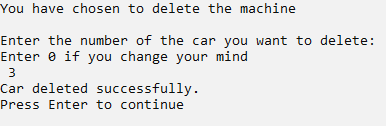 You have chosen to delete the machine
Enter the number of the car you want to delete:
Enter 0 if you change your mind
3
Car deleted successfully.
Press Enter to continue